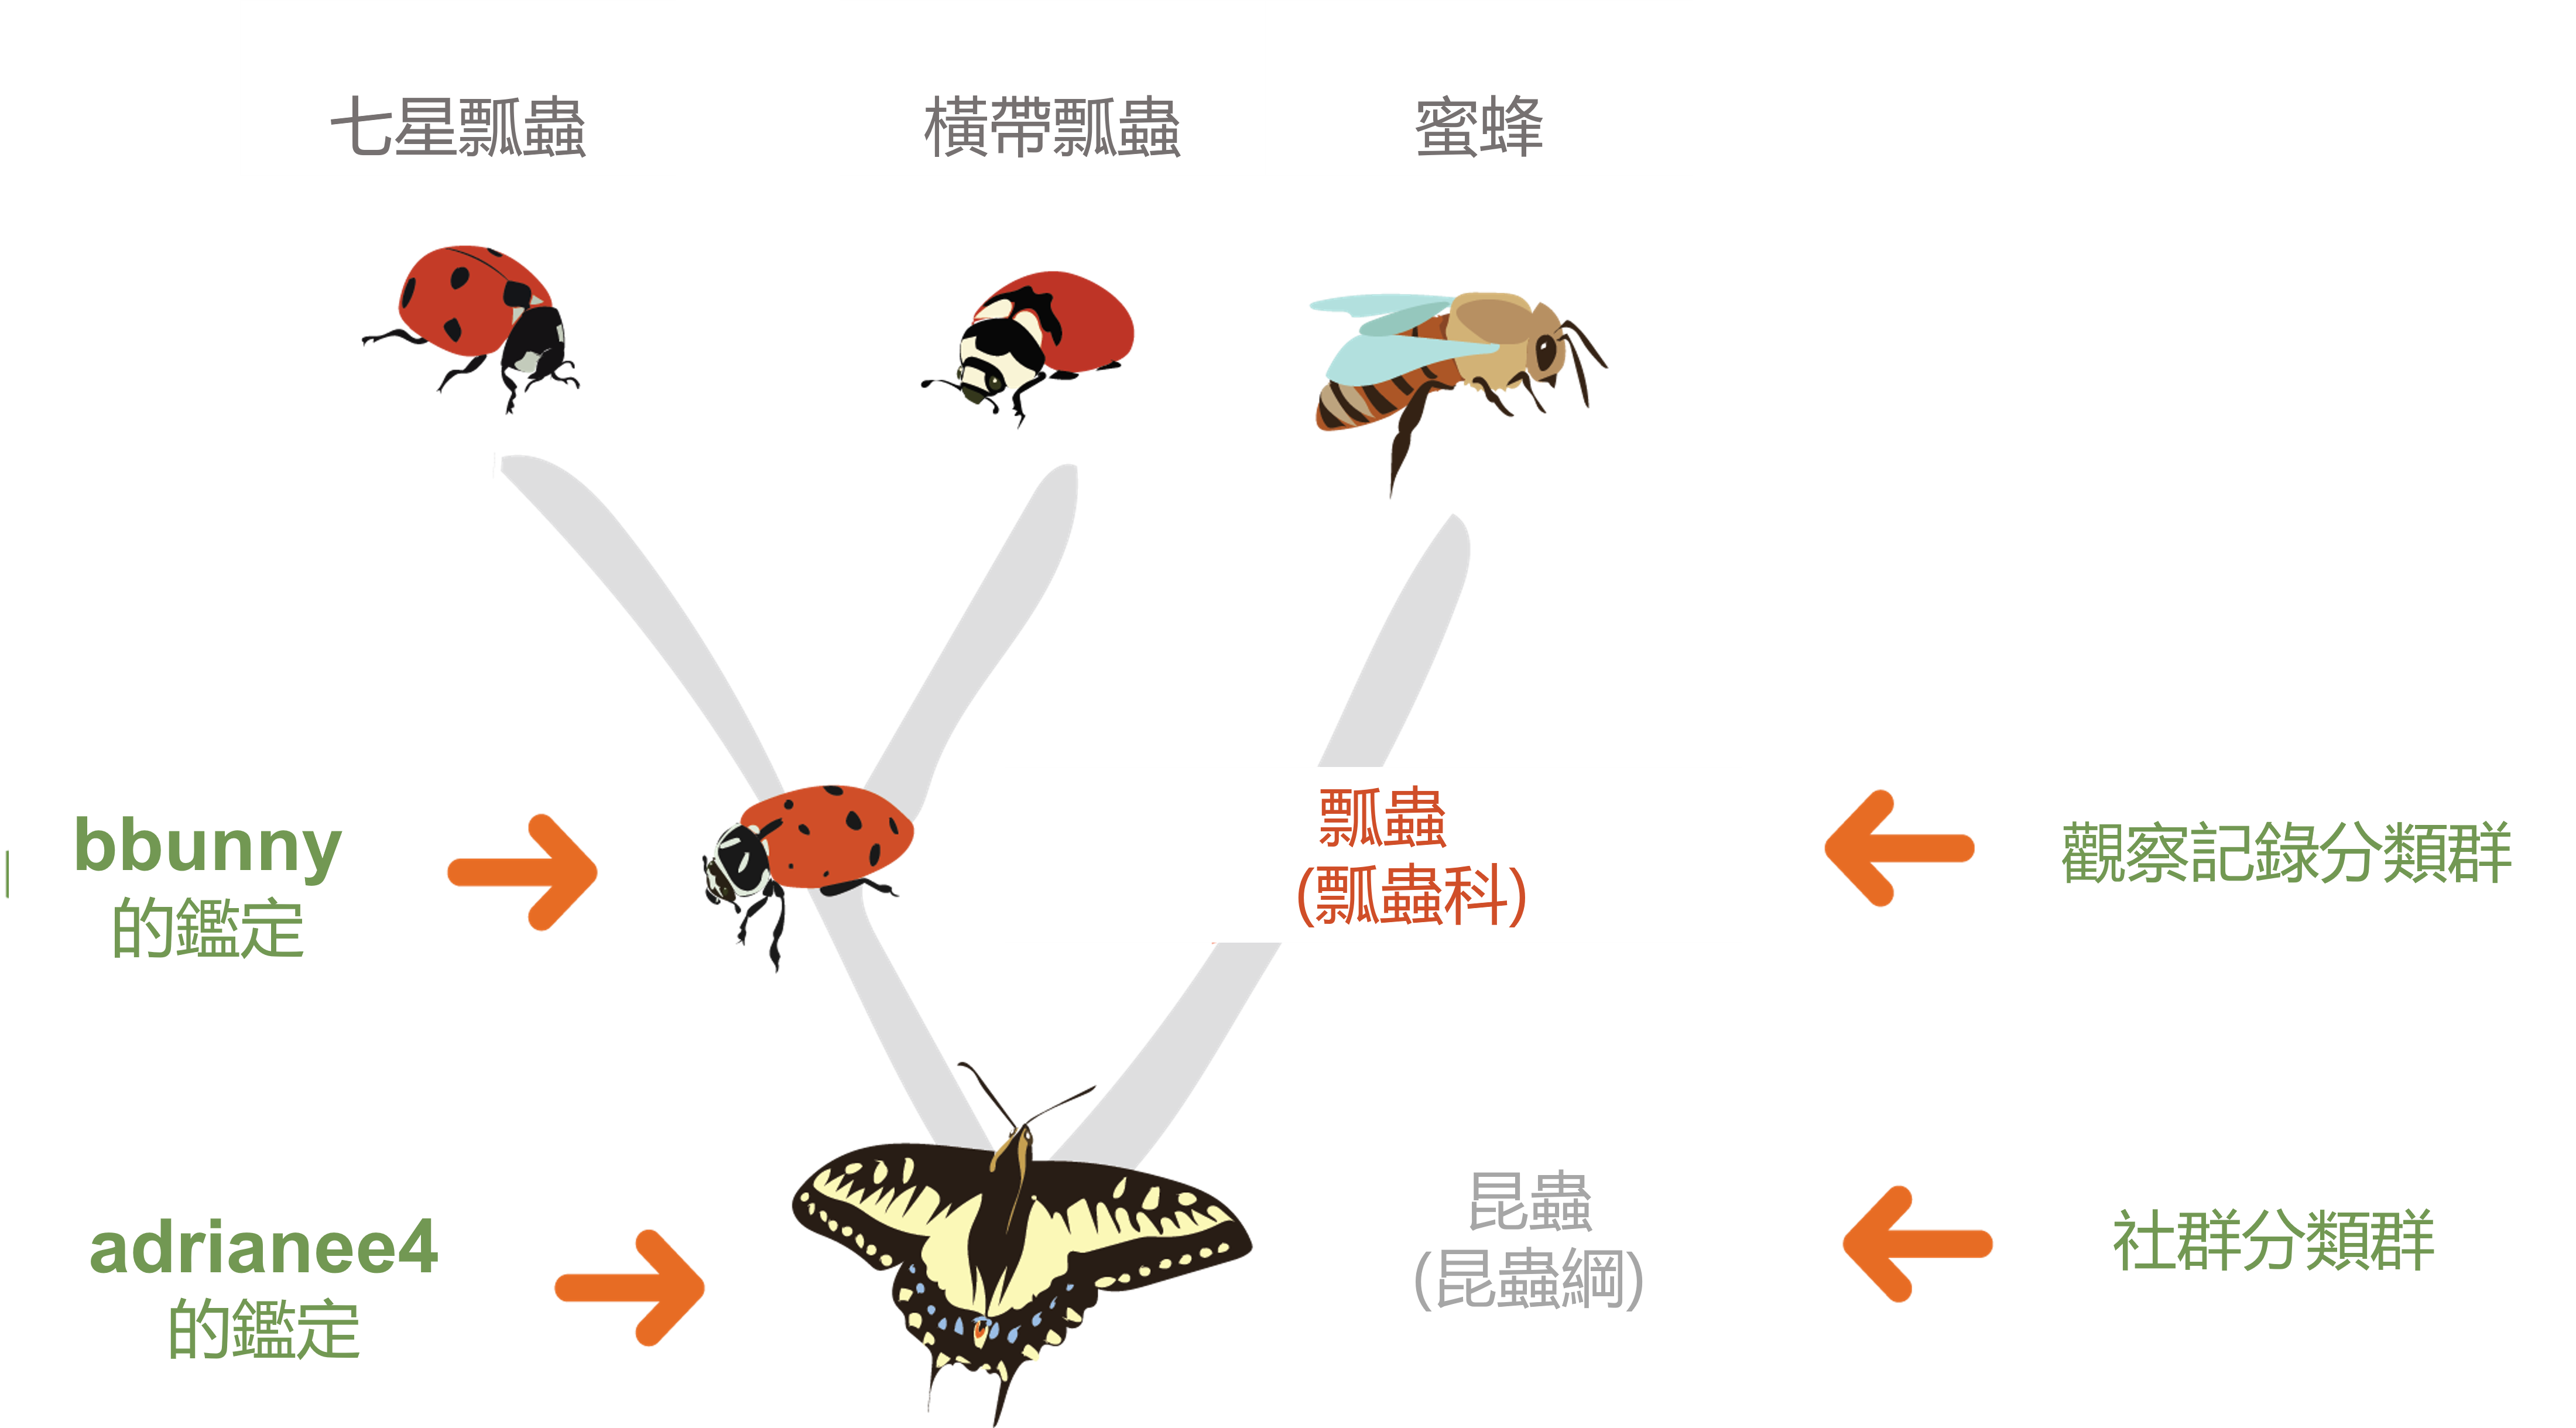 七星瓢蟲
橫帶瓢蟲
蜜蜂
bbunny
的鑑定
瓢蟲
(瓢蟲科)
觀察記錄分類群
adrianee4
的鑑定
昆蟲
(昆蟲綱)
社群分類群